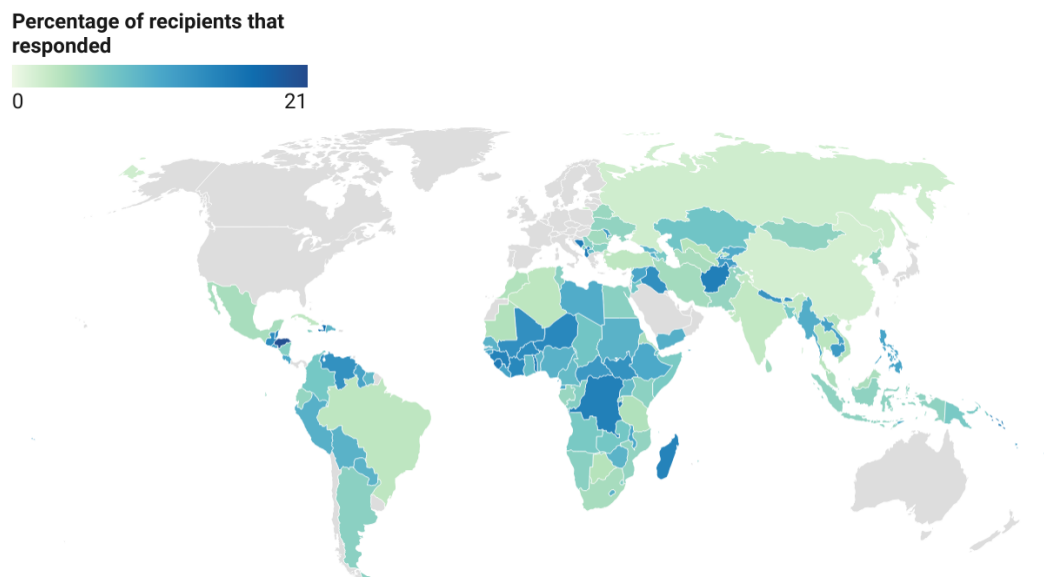 Percentage of recipients that
responded
0 21